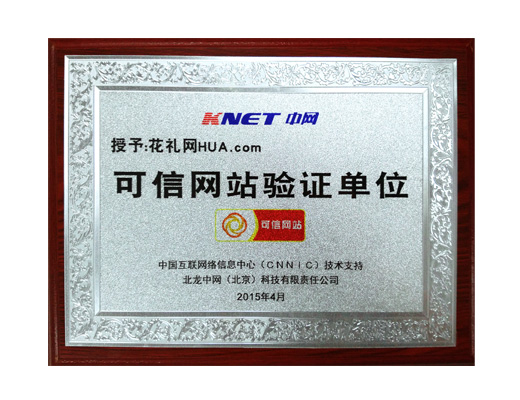 KNET 中网
授予:花礼网HUA.com
可信网站验证单位
可信网站
中国互联网络信息中心(CNNiC)技术支持
北龙中网(北京)科技有限责任公司
2015年4月